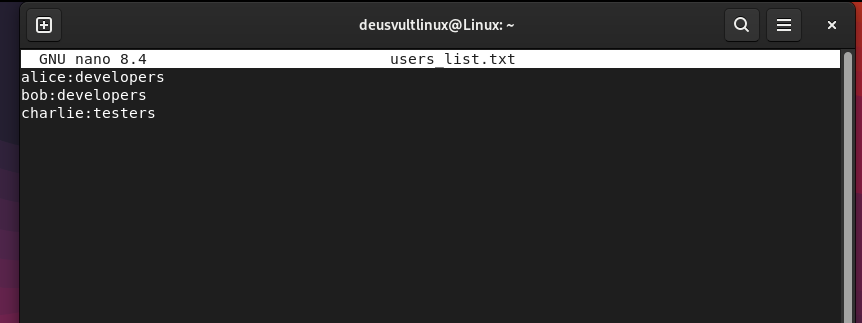 deusvultlinux@Linux: ~
GNU nano 8.4 users_list.txt
alice:developers
bob:developers
charlie:testers